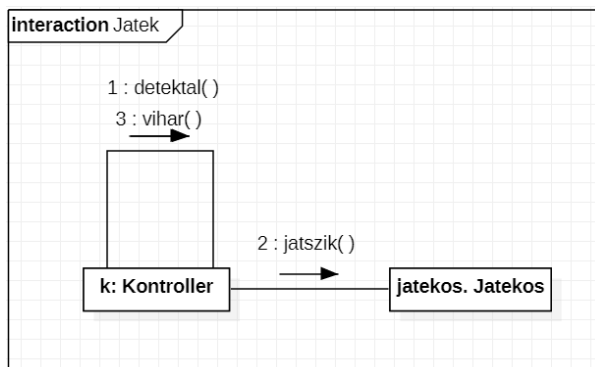 interaction Jatek
1 : detektal( )
3 : vihar( )
2 : jatszik( )
k: Kontroller
jatekos. Jatekos